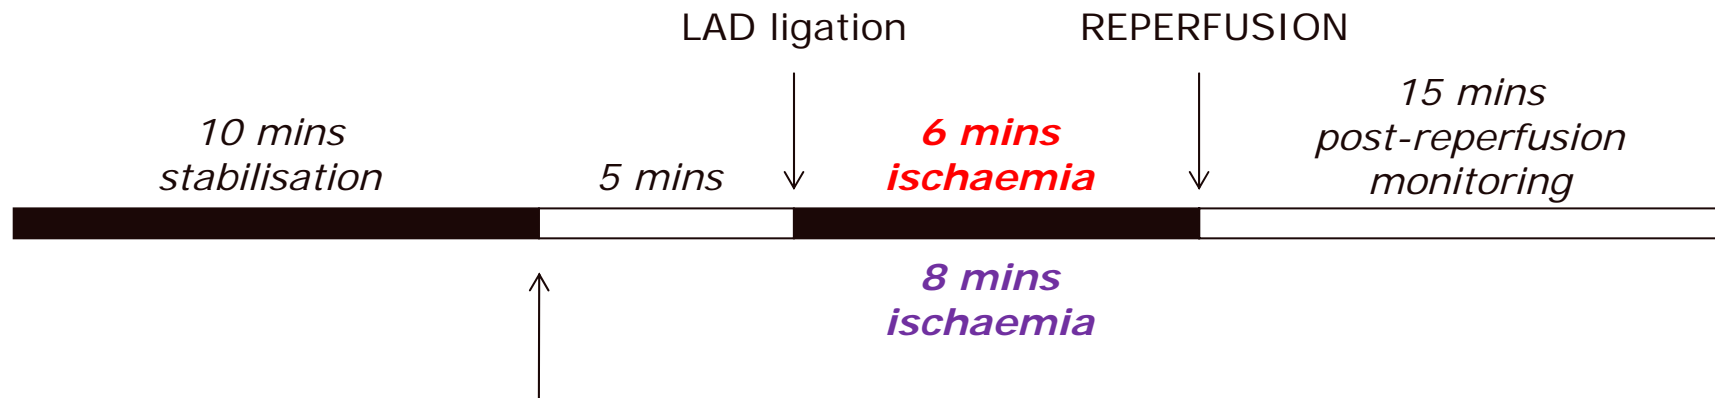 LAD ligation
REPERFUSION
10 mins
stabilisation
5 mins
6 mins
ischaemia
15 mins
post-reperfusion
monitoring
8 mins
ischaemia